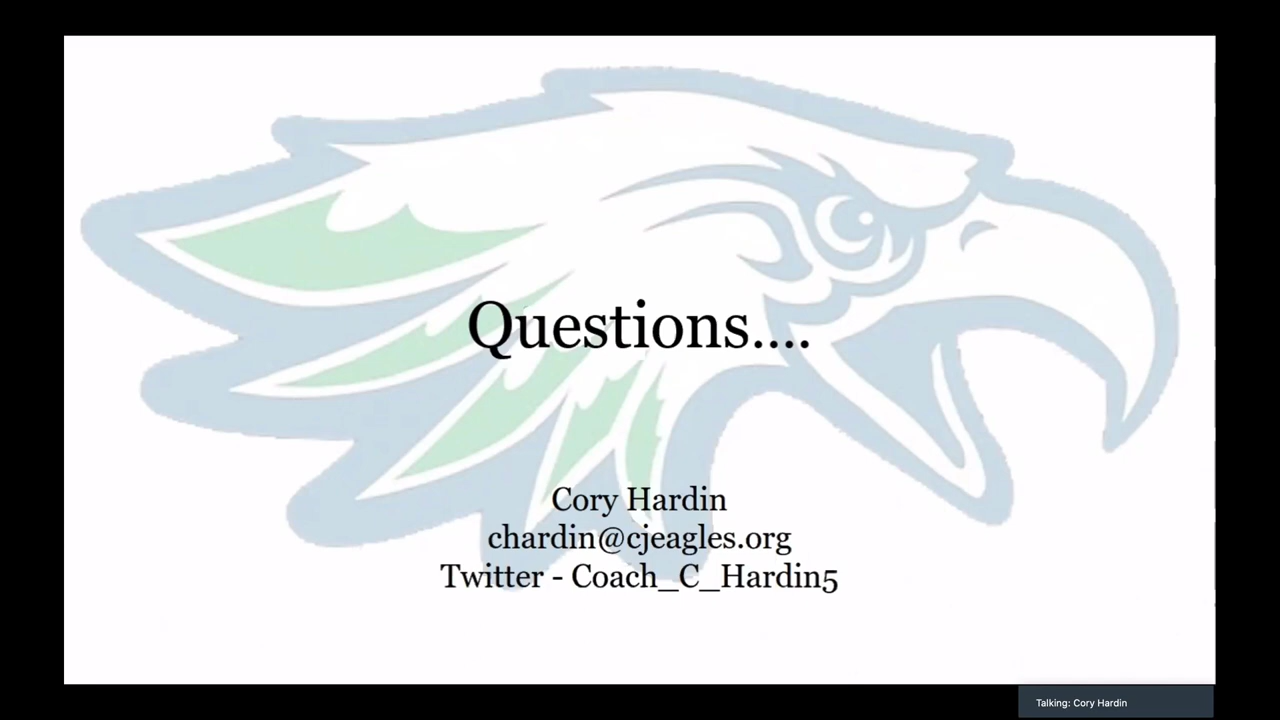 Questions....
Cory Hardin
chardin@cjeagles.org
Twitter - Coach_C_Hardin5
Talking: Cory Hardin